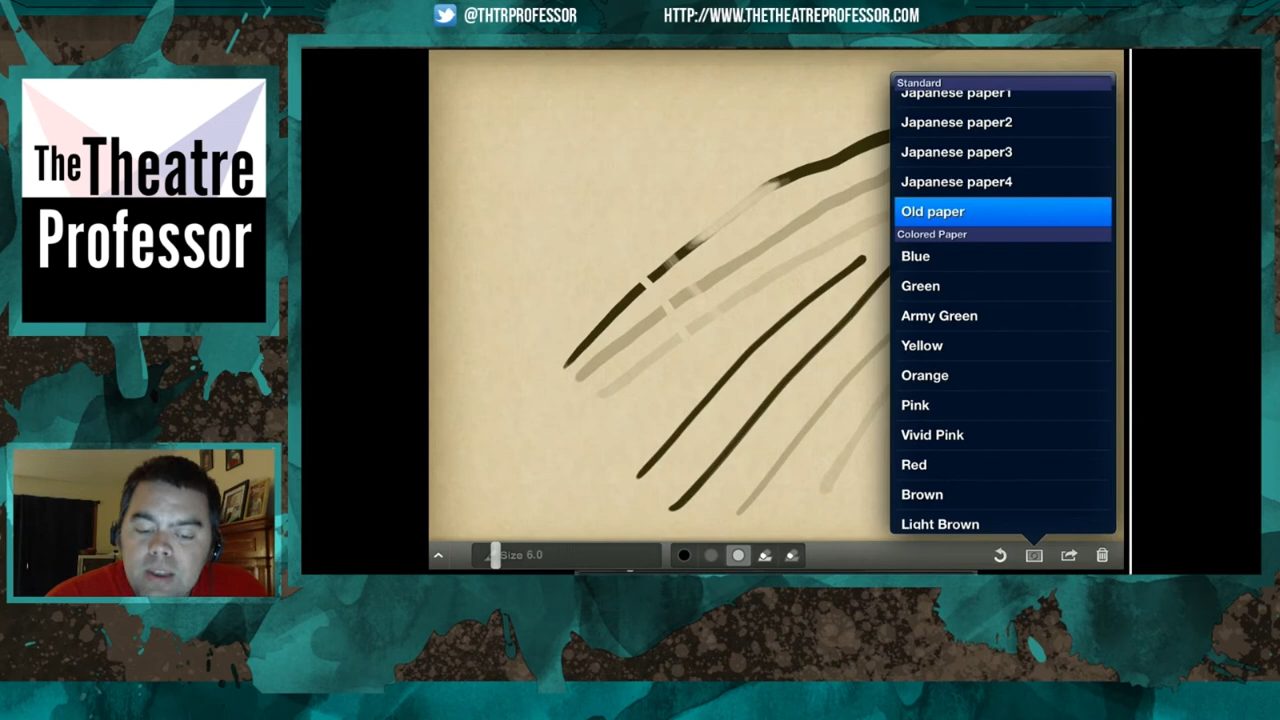 @THTRPROFESSOR
HTTP://WWW.THETHEATREPROFESSOR.COM
The Theatre
Professor
Standard
Japanese paper1
Japanese paper2
Japanese paper3
Japanese paper4
Old paper
Colored Paper
Blue
Green
Army Green
Yellow
Orange
Pink
Vivid Pink
Red
Brown
Light Brown
Size 6.0